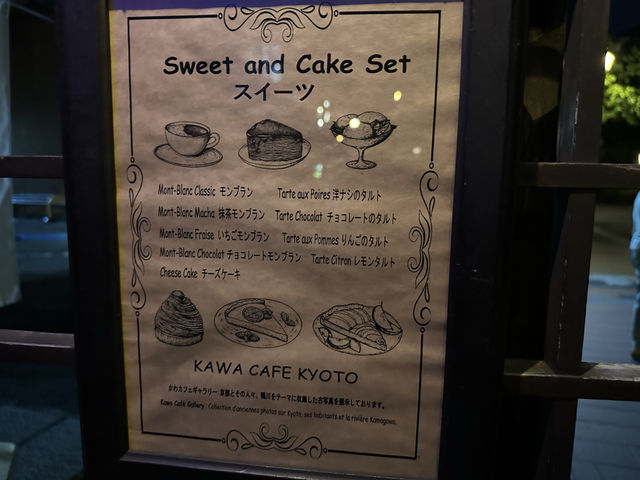 Sweet and Cake Set
スイーツ
Mont-Blanc Classic モンブラン Tarte aux Poires 洋ナシのタルト
Mont-Blanc Macha 抹茶モンブラン Tarte Chocolat チョコレートのタルト
Mont-Blanc Fraise いちごモンブラン Tarte aux Pommes りんごのタルト
Mont-Blanc Chocolat チョコレートモンブラン Tarte Citron レモンタルト
Cheese Cake チーズケーキ
KAWA CAFE KYOTO
かわカフェギャラリー:京都とその人々、鴨川をテーマに収集した古写真を展示しております。
Kawa Café Gallery : Collection d'anciennes photos sur Kyoto, ses habitants et la rivière Kamogawa.